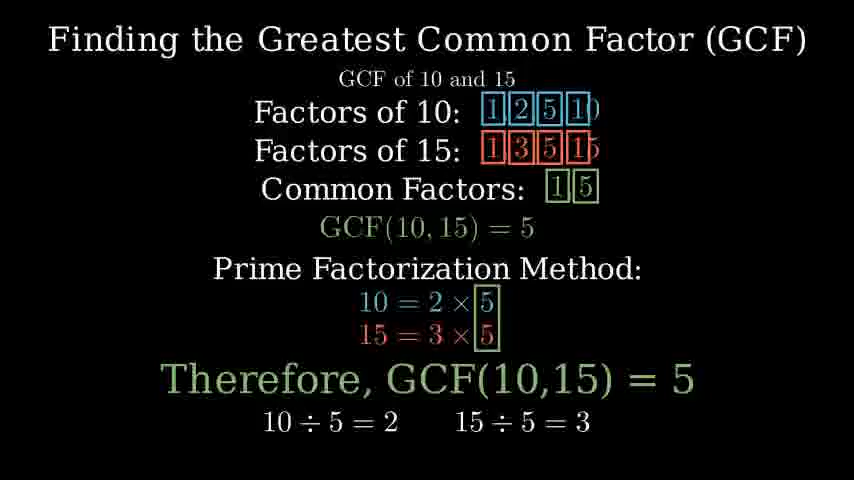 Finding the Greatest Common Factor (GCF)
GCF of 10 and 15
Factors of 10: 1, 2, 5, 10
Factors of 15: 1, 3, 5, 15
Common Factors: 1, 5
GCF(10, 15) = 5
Prime Factorization Method:
10 = 2 × 5
15 = 3 × 5
Therefore, GCF(10,15) = 5
10 ÷ 5 = 2 15 ÷ 5 = 3